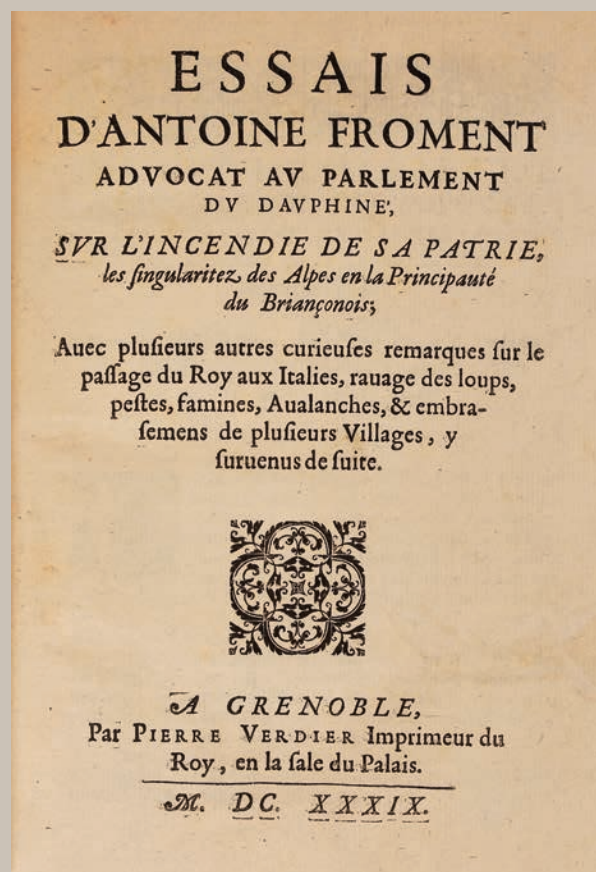 ESSAIS
D'ANTOINE FROMENT
ADVOCAT AV PARLEMENT
DV DAVPHINE',
SVR L'INCENDIE DE SA PATRIE,
les ſingularitez des Alpes en la Principauté
du Briançonois;
Auec pluſieurs autres curieuſes remarques ſur le
paſſage du Roy aux Italies, rauage des loups,
peſtes, famines, Aualanches, & embra-
ſemens de pluſieurs Villages, y
ſuruenus de ſuite.
A GRENOBLE,
Par PIERRE VERDIER Imprimeur du
Roy, en la ſale du Palais.
M. DC. XXXIX.